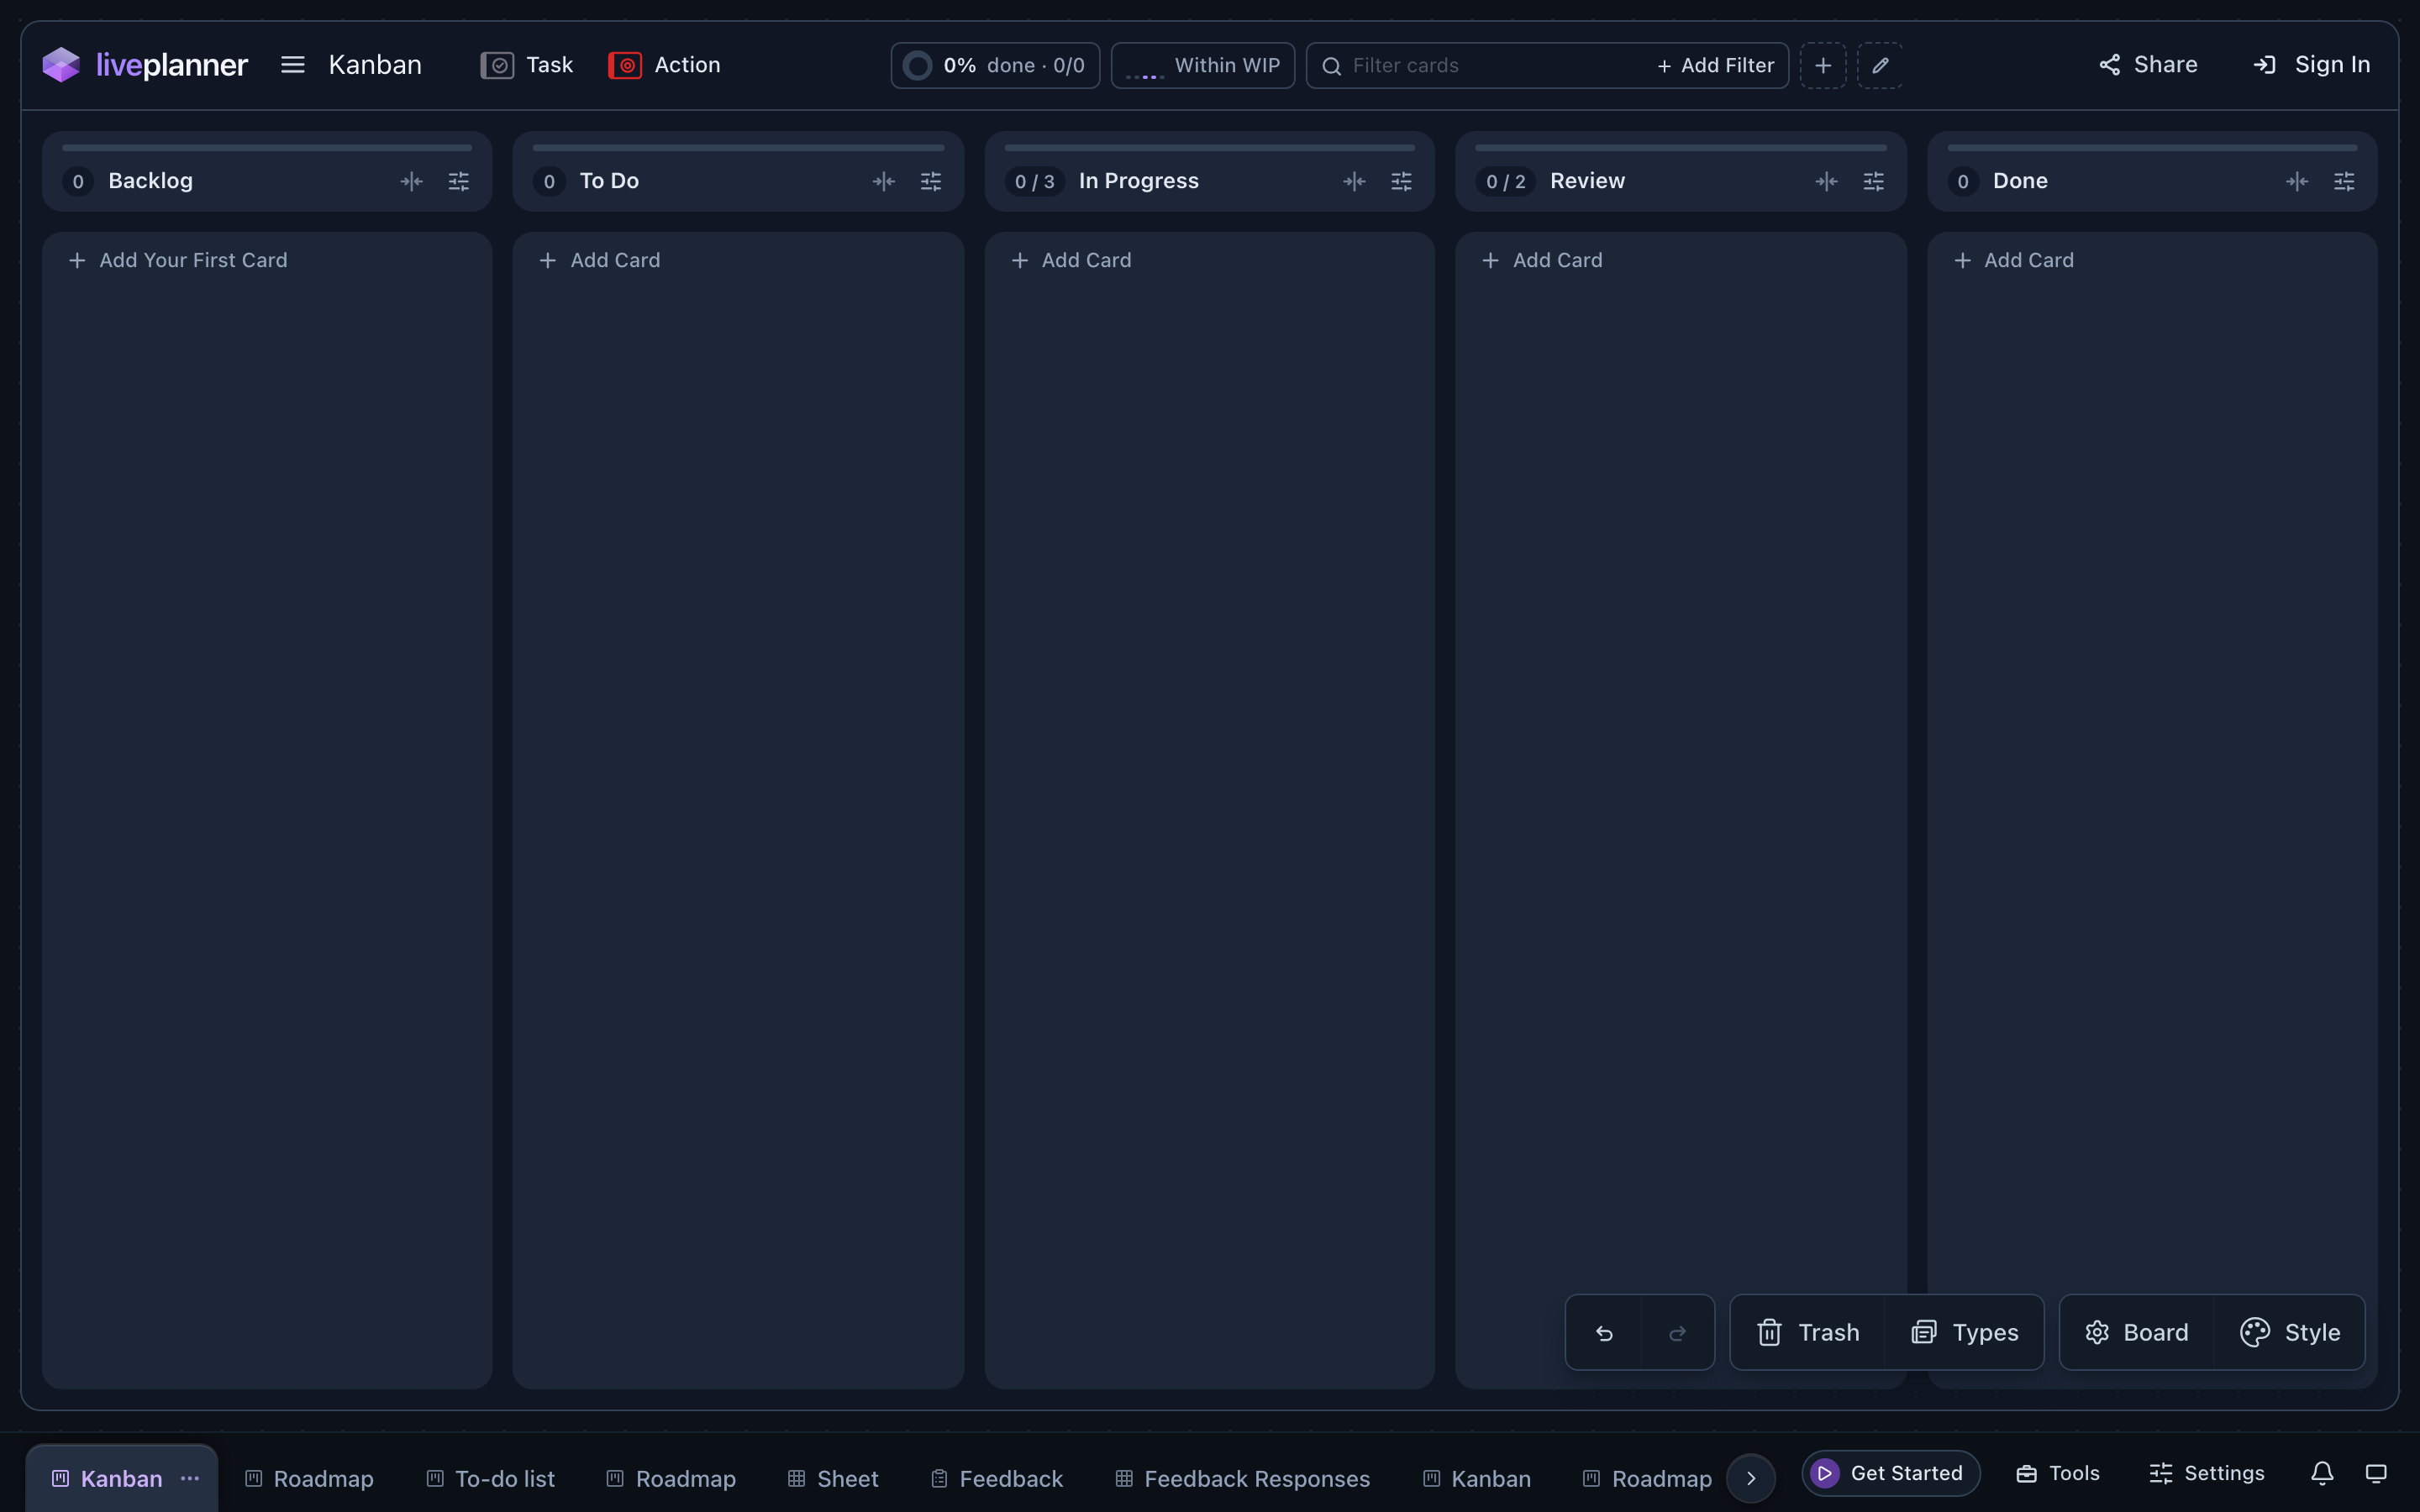 liveplanner Kanban Task Action 0% done · 0/0 Within WIP Filter cards + Add Filter Share Sign In
0 Backlog
0 To Do
0 / 3 In Progress
0 / 2 Review
0 Done
+ Add Your First Card
+ Add Card
+ Add Card
+ Add Card
+ Add Card
Trash Types Board Style
Kanban Roadmap To-do list Roadmap Sheet Feedback Feedback Responses Kanban Roadmap Get Started Tools Settings